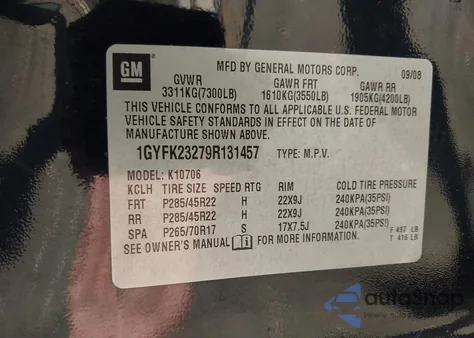 GM
MFD BY GENERAL MOTORS CORP. 09/08
GVWR GAWR FRT GAWR RR
3311KG(7300LB) 1610KG(3550LB) 1905KG(4200LB)
THIS VEHICLE CONFORMS TO ALL APPLICABLE U.S. FEDERAL MOTOR
VEHICLE SAFETY STANDARDS IN EFFECT ON THE DATE OF
MANUFACTURE SHOWN ABOVE.
1GYFK23279R131457 TYPE: M.P.V.
MODEL: K10706
KCLH TIRE SIZE SPEED RTG RIM COLD TIRE PRESSURE
FRT P285/45R22 H 22X9J 240KPA(35PSI)
RR P285/45R22 H 22X9J 240KPA(35PSI)
SPA P265/70R17 S 17X7.5J 240KPA(35PSI)
SEE OWNER'S MANUAL FOR MORE INFORMATION.
F 497 LB
T 416 LB
autoSnap